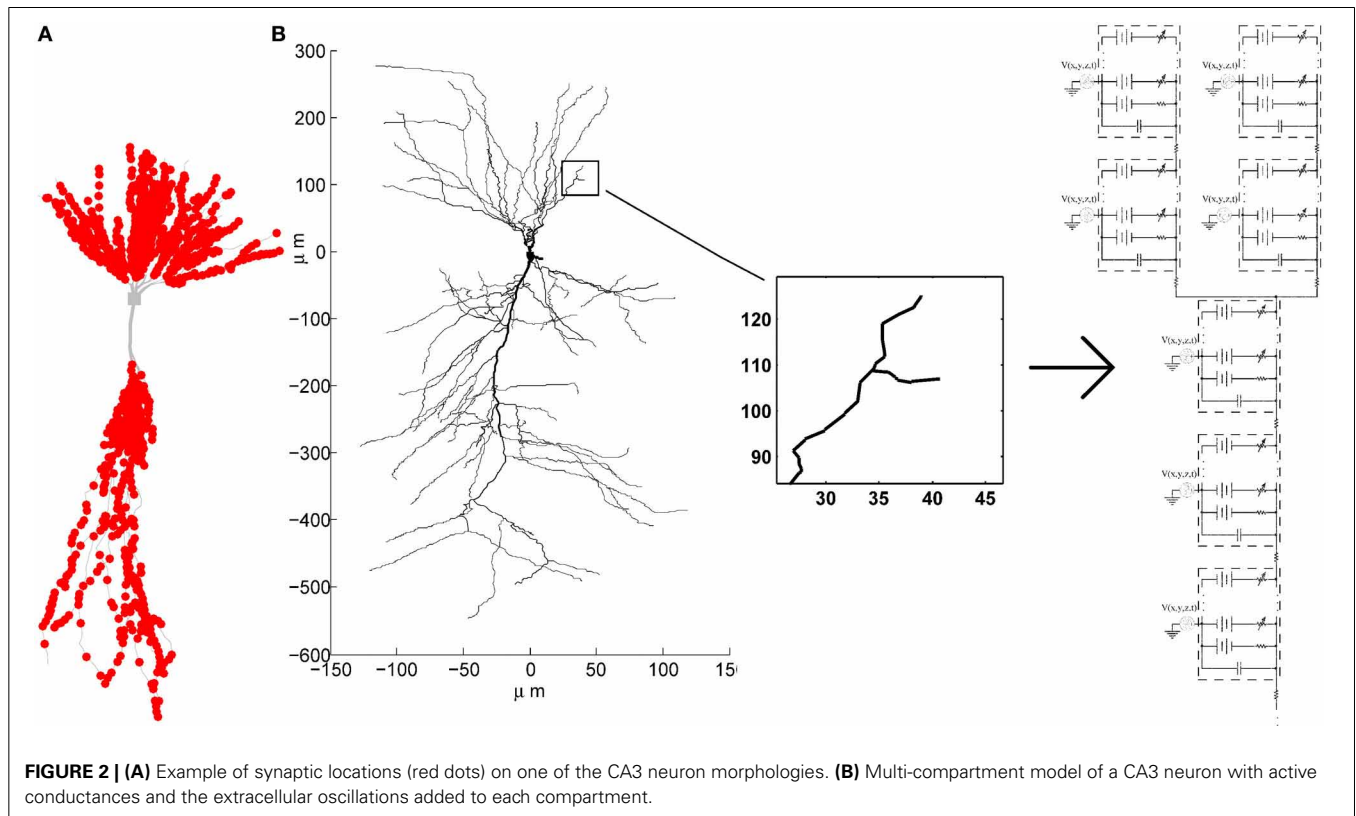 A
B
300
200
100
μ m
0
−100
−200
−300
−400
−500
−600
−150
−100
−50
0
50
100
15
μ m
120
110
100
90
30
35
40
45
V(x,y,z,t)
V(x,y,z,t)
V(x,y,z,t)
V(x,y,z,t)
V(x,y,z,t)
V(x,y,z,t)
V(x,y,z,t)
FIGURE 2 | (A) Example of synaptic locations (red dots) on one of the CA3 neuron morphologies. (B) Multi-compartment model of a CA3 neuron with active
conductances and the extracellular oscillations added to each compartment.